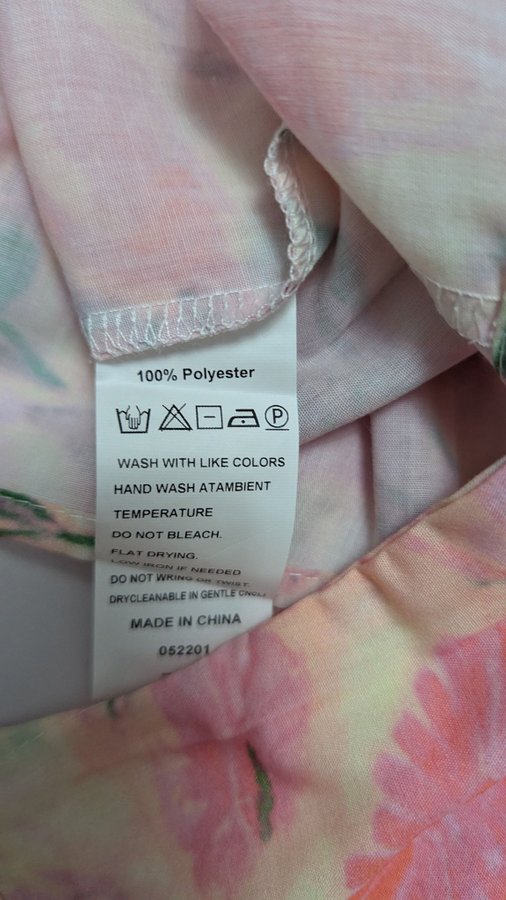 100% Polyester
P
WASH WITH LIKE COLORS
HAND WASH ATAMBIENT
TEMPERATURE
DO NOT BLEACH.
FLAT DRYING.
LOW IRON IF NEEDED
DO NOT WRING OR TWIST.
DRYCLEANABLE IN GENTLE
MADE IN CHINA
052201